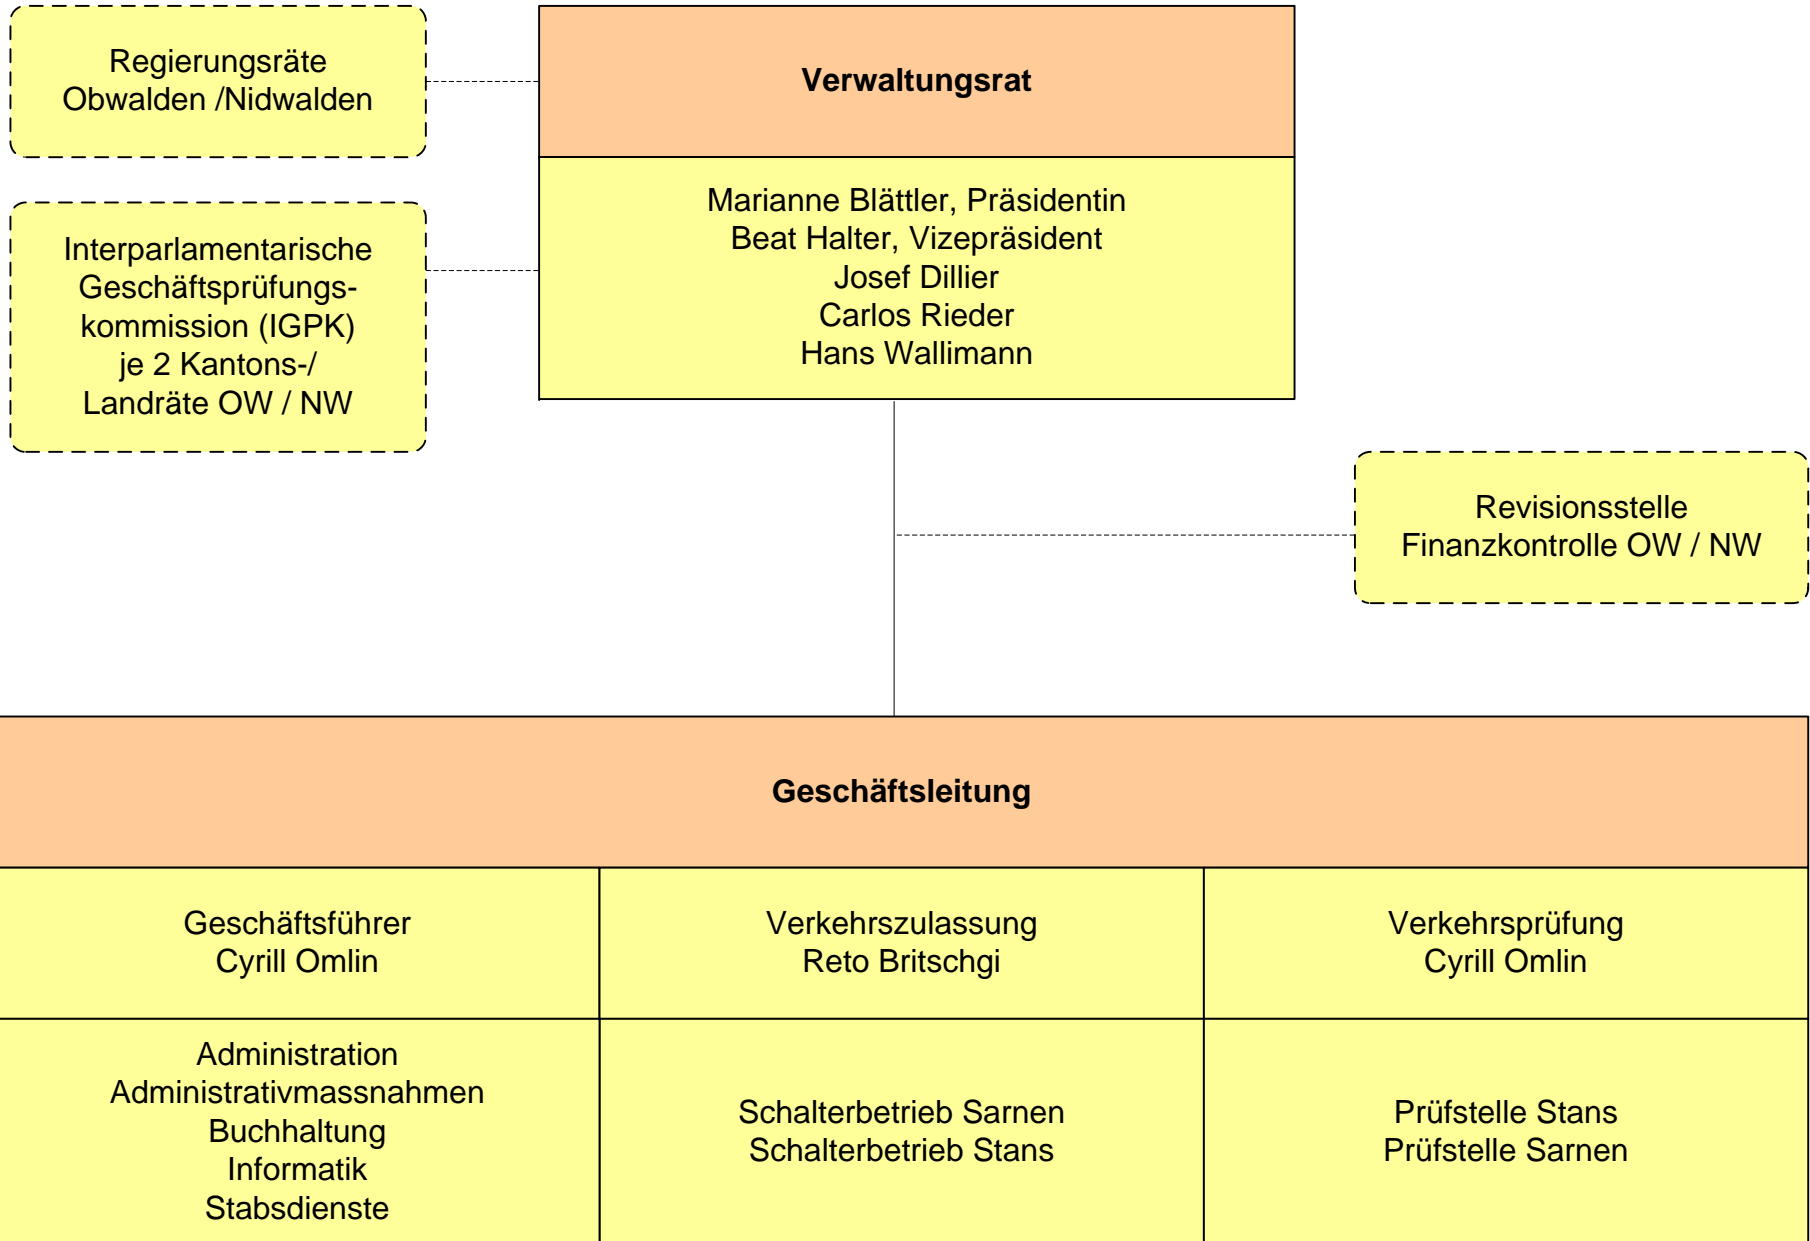 Regierungsräte
Obwalden /Nidwalden
Verwaltungsrat
Marianne Blättler, Präsidentin
Beat Halter, Vizepräsident
Josef Dillier
Carlos Rieder
Hans Wallimann
Interparlamentarische
Geschäftsprüfungs-
kommission (IGPK)
je 2 Kantons-/
Landräte OW / NW
Revisionsstelle
Finanzkontrolle OW / NW
Geschäftsleitung
Geschäftsführer
Cyrill Omlin
Verkehrszulassung
Reto Britschgi
Verkehrsprüfung
Cyrill Omlin
Administration
Administrativmassnahmen
Buchhaltung
Informatik
Stabsdienste
Schalterbetrieb Sarnen
Schalterbetrieb Stans
Prüfstelle Stans
Prüfstelle Sarnen